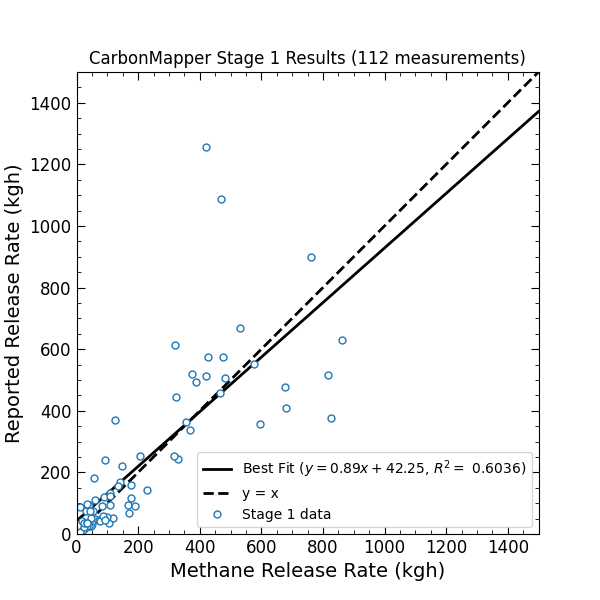 CarbonMapper Stage 1 Results (112 measurements)
Reported Release Rate (kgh)
1400
1200
1000
800
600
400
200
0
0 200 400 600 800 1000 1200 1400
Methane Release Rate (kgh)
Best Fit (y = 0.89x + 42.25, R² = 0.6036)
y = x
Stage 1 data